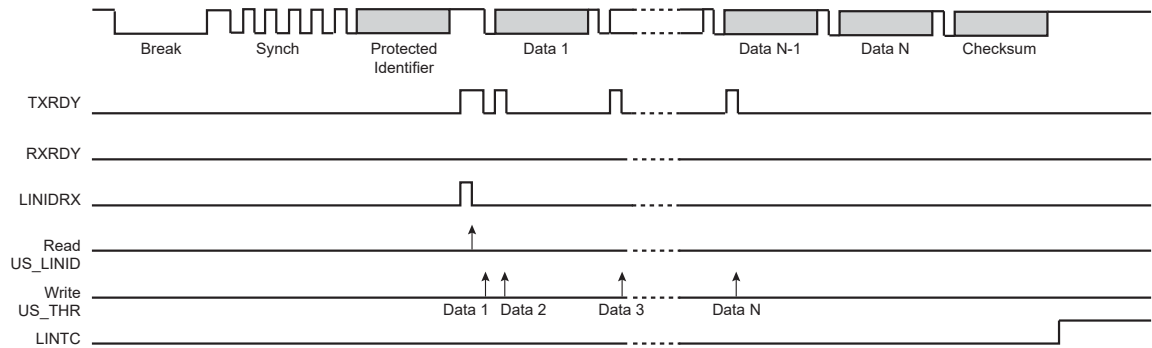 Break
Synch
Protected
Identifier
Data 1
Data N-1
Data N
Checksum
TXRDY
RXRDY
LINIDRX
Read
US_LINID
Write
US_THR
Data 1
Data 2
Data 3
Data N
LINTC